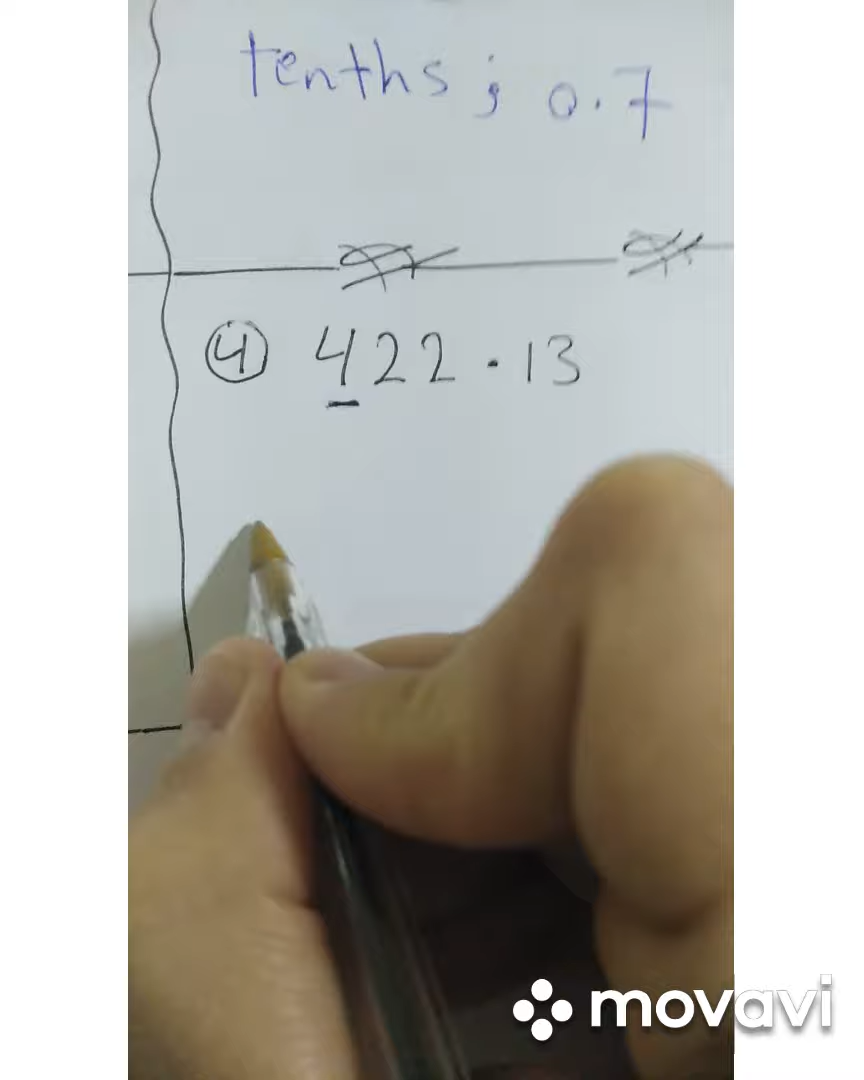 tenths ; 0.7
④ 422.13
movavi